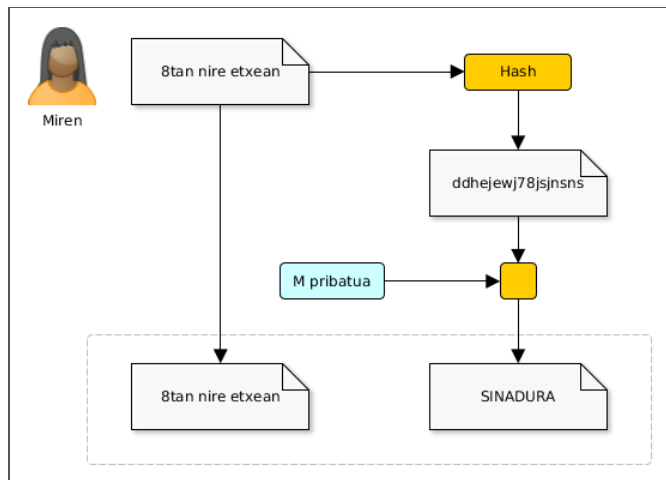 8tan nire etxean
Hash
Miren
ddhejewj78jsjnsns
M pribatua
8tan nire etxean
SINADURA